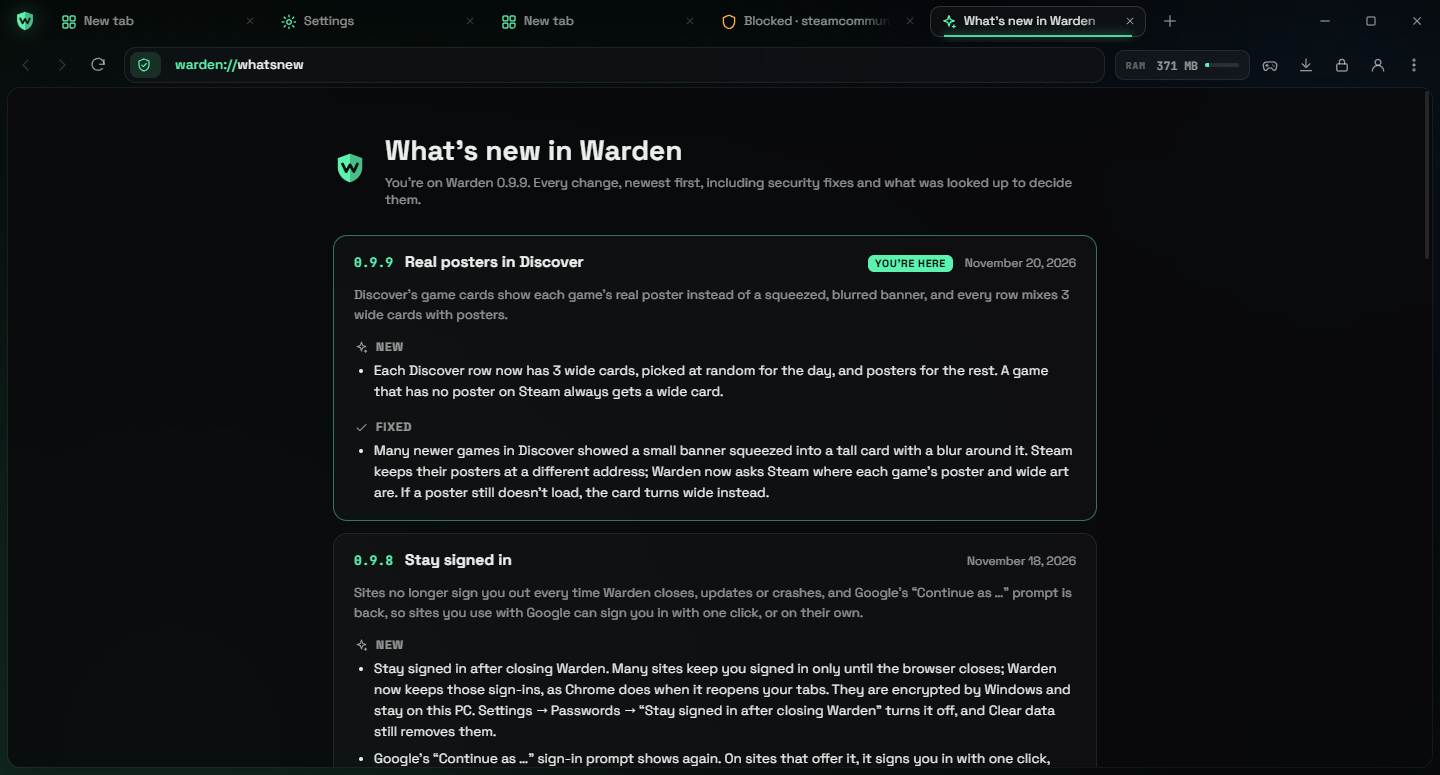 New tab
Settings
New tab
Blocked · steamcommun
What's new in Warden
warden://whatsnew
RAM 371 MB
What's new in Warden
You're on Warden 0.9.9. Every change, newest first, including security fixes and what was looked up to decide
them.
0.9.9 Real posters in Discover YOU'RE HERE November 20, 2026
Discover's game cards show each game's real poster instead of a squeezed, blurred banner, and every row mixes 3
wide cards with posters.
NEW
• Each Discover row now has 3 wide cards, picked at random for the day, and posters for the rest. A game
that has no poster on Steam always gets a wide card.
FIXED
• Many newer games in Discover showed a small banner squeezed into a tall card with a blur around it. Steam
keeps their posters at a different address; Warden now asks Steam where each game's poster and wide art
are. If a poster still doesn't load, the card turns wide instead.
0.9.8 Stay signed in November 18, 2026
Sites no longer sign you out every time Warden closes, updates or crashes, and Google's “Continue as …” prompt is
back, so sites you use with Google can sign you in with one click, or on their own.
NEW
• Stay signed in after closing Warden. Many sites keep you signed in only until the browser closes; Warden
now keeps those sign-ins, as Chrome does when it reopens your tabs. They are encrypted by Windows and
stay on this PC. Settings → Passwords → “Stay signed in after closing Warden” turns it off, and Clear data
still removes them.
• Google's “Continue as …” sign-in prompt shows again. On sites that offer it, it signs you in with one click,